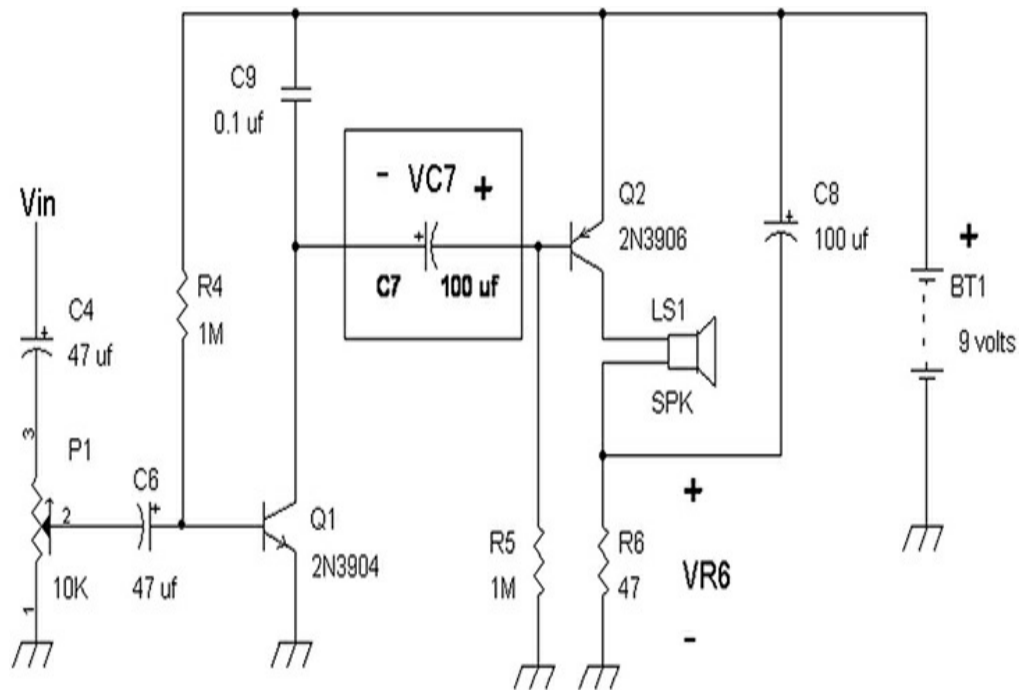 C9
0.1 uf
- VC7 +
+
C7 100 uf
Vin
C4
+
47 uf
R4
1M
Q2
2N3906
C8
+
100 uf
+
BT1
9 volts
LS1
SPK
3
P1
2
10K
1
C6
+
47 uf
Q1
2N3904
R5
1M
R6
47
+
VR6
-